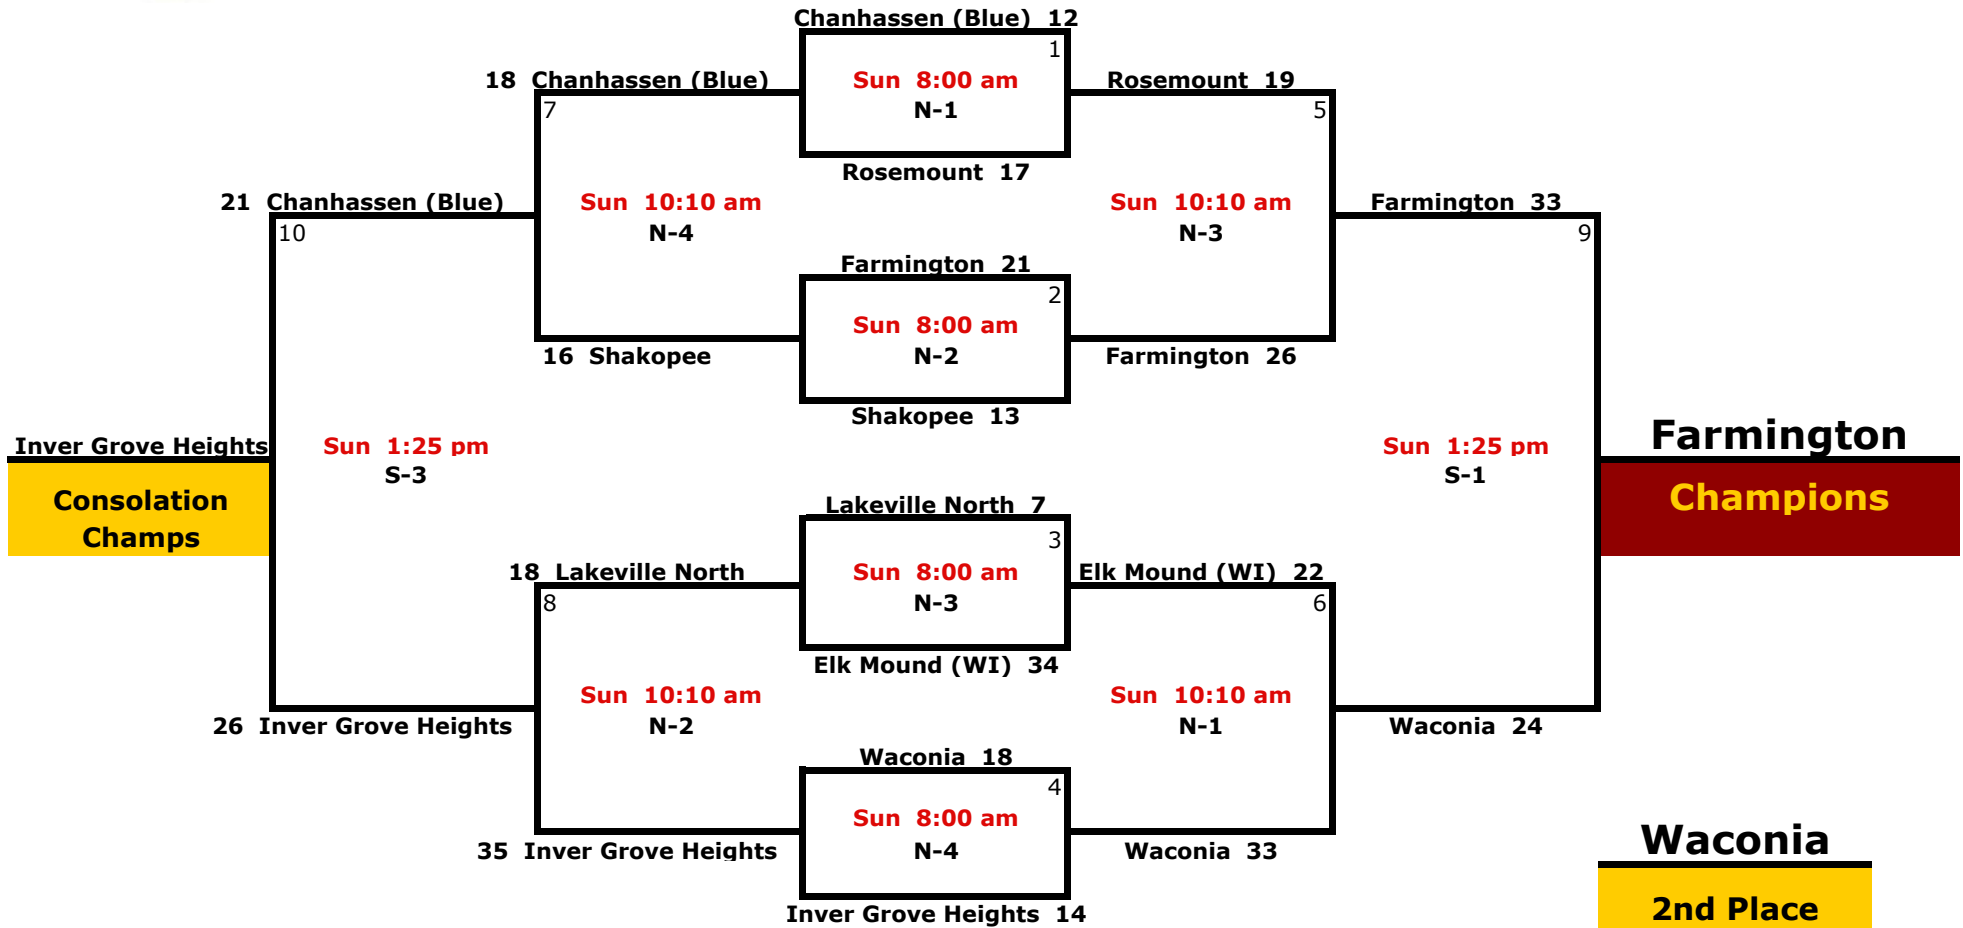 Chanhassen (Blue) 12
1
18 Chanhassen (Blue)
Sun 8:00 am
Rosemount 19
7
N-1
5
Rosemount 17
21 Chanhassen (Blue)
Sun 10:10 am
Sun 10:10 am
Farmington 33
10
N-4
N-3
9
Farmington 21
2
Sun 8:00 am
16 Shakopee
N-2
Farmington 26
Shakopee 13
Inver Grove Heights
Sun 1:25 pm
Sun 1:25 pm
Farmington
S-3
S-1
Consolation
Champs
Champions
Lakeville North 7
3
18 Lakeville North
Sun 8:00 am
Elk Mound (WI) 22
8
N-3
6
Elk Mound (WI) 34
Sun 10:10 am
Sun 10:10 am
26 Inver Grove Heights
N-2
N-1
Waconia 24
Waconia 18
4
Sun 8:00 am
35 Inver Grove Heights
N-4
Waconia 33
Waconia
Inver Grove Heights 14
2nd Place